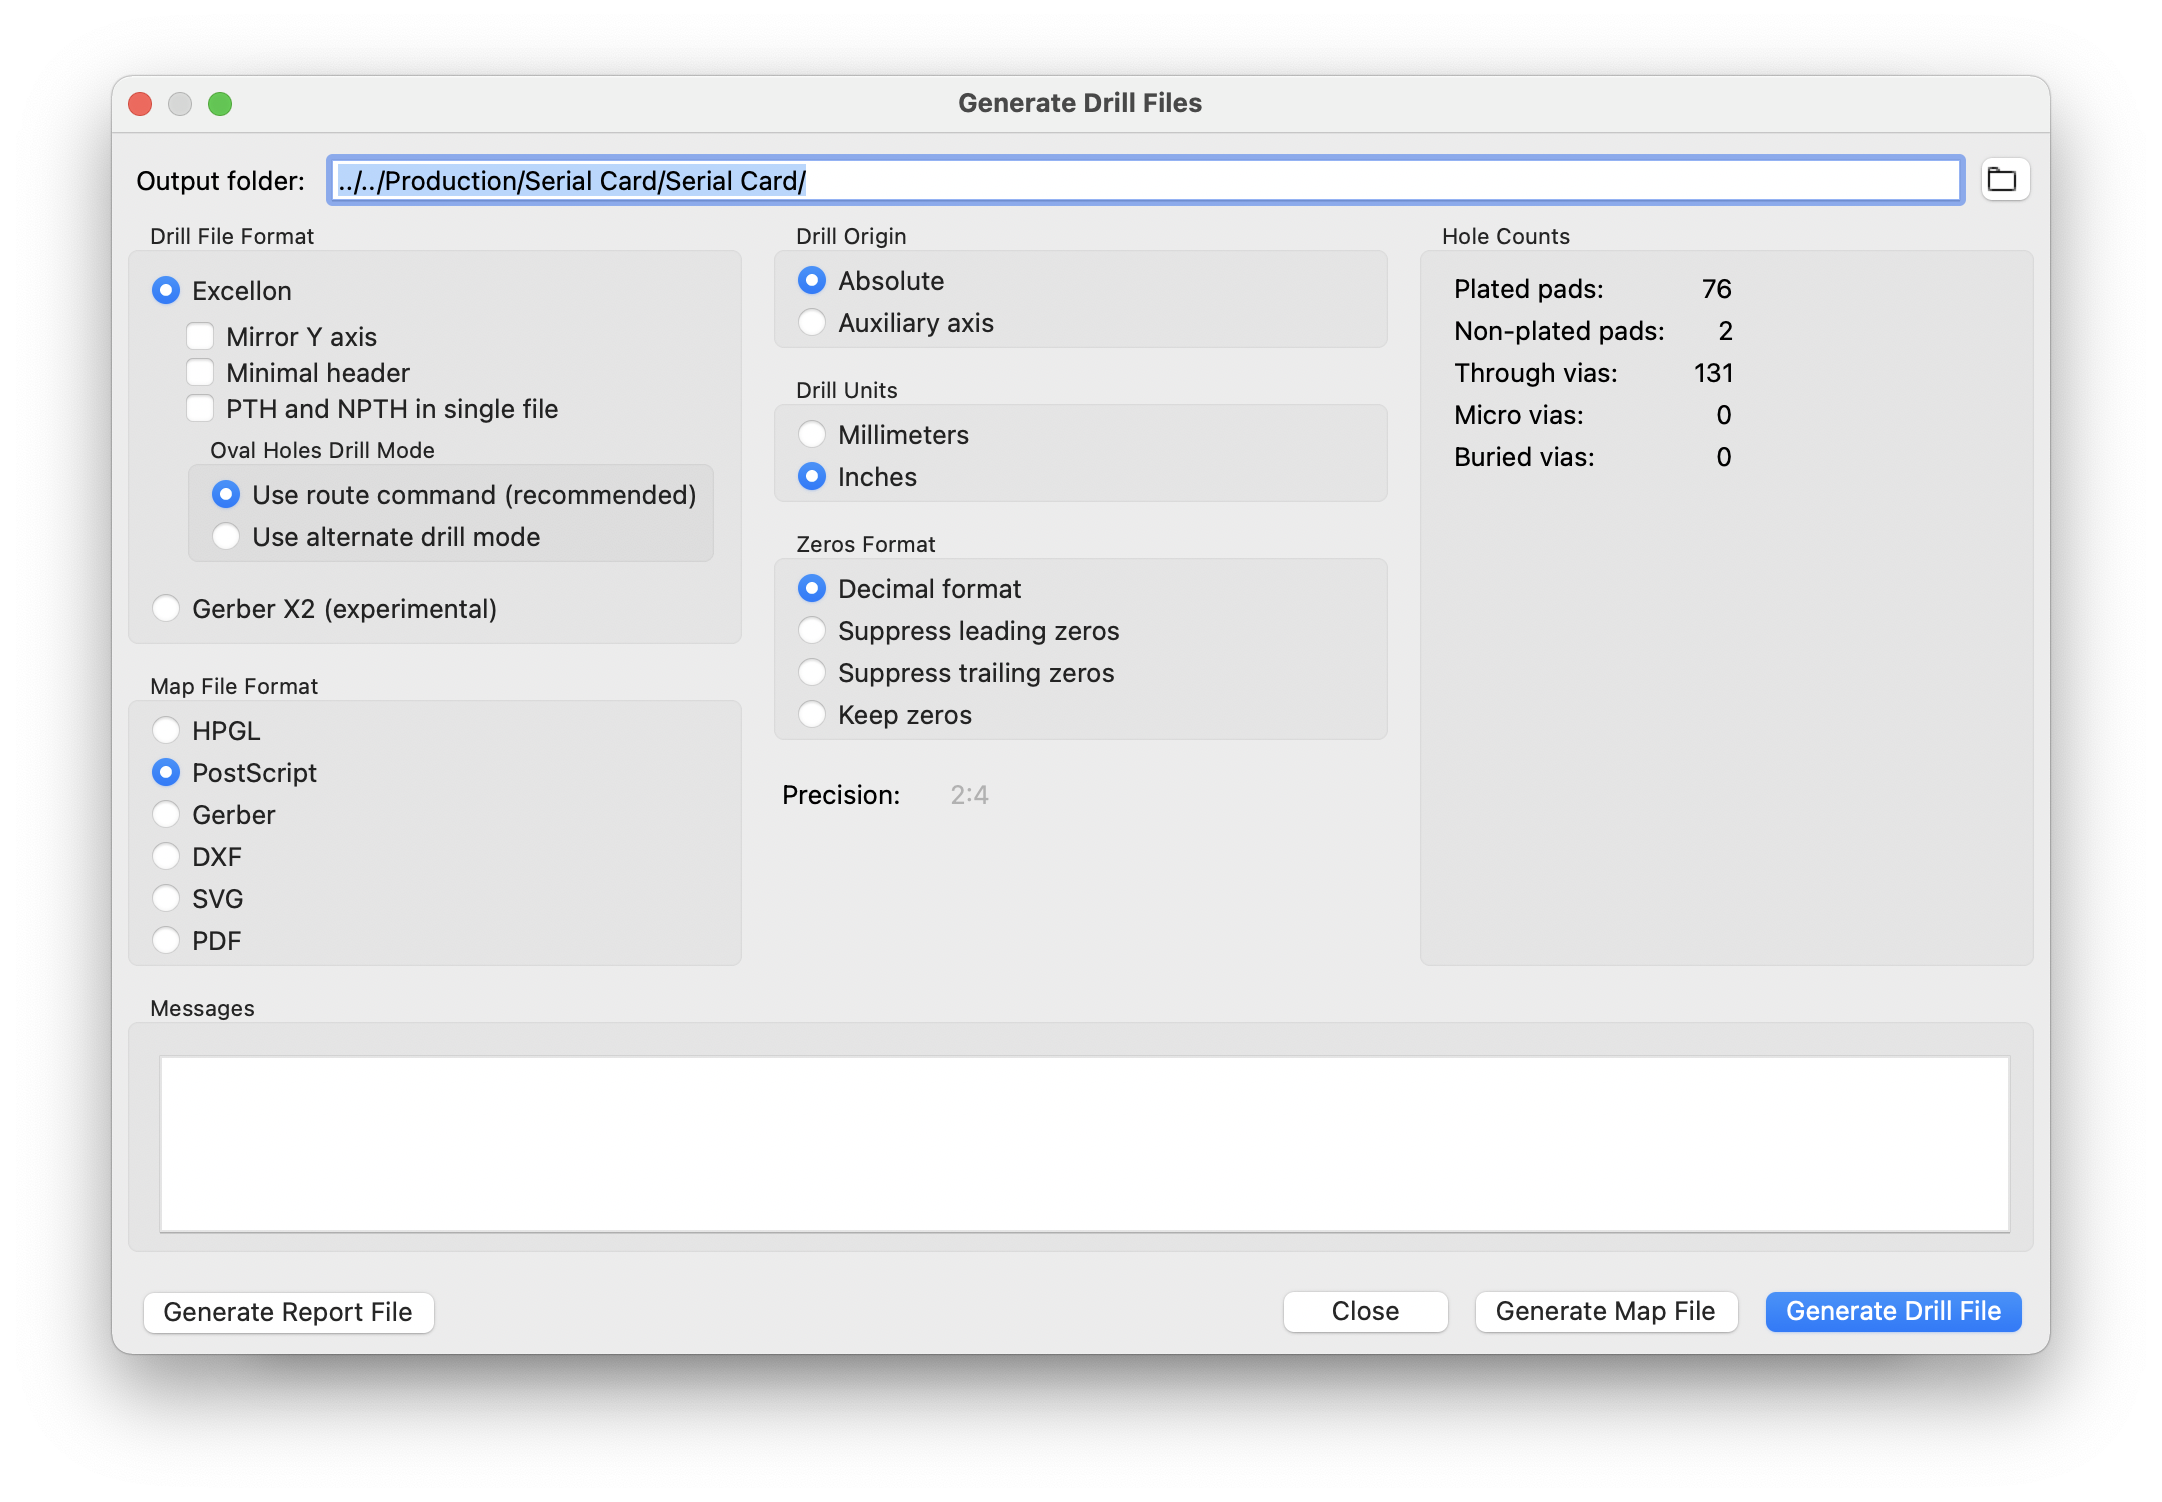 Generate Drill Files
Output folder: ../../Production/Serial Card/Serial Card/
Drill File Format
Excellon
Mirror Y axis
Minimal header
PTH and NPTH in single file
Oval Holes Drill Mode
Use route command (recommended)
Use alternate drill mode
Gerber X2 (experimental)
Map File Format
HPGL
PostScript
Gerber
DXF
SVG
PDF
Drill Origin
Absolute
Auxiliary axis
Drill Units
Millimeters
Inches
Zeros Format
Decimal format
Suppress leading zeros
Suppress trailing zeros
Keep zeros
Precision: 2:4
Hole Counts
Plated pads: 76
Non-plated pads: 2
Through vias: 131
Micro vias: 0
Buried vias: 0
Messages
Generate Report File
Close
Generate Map File
Generate Drill File